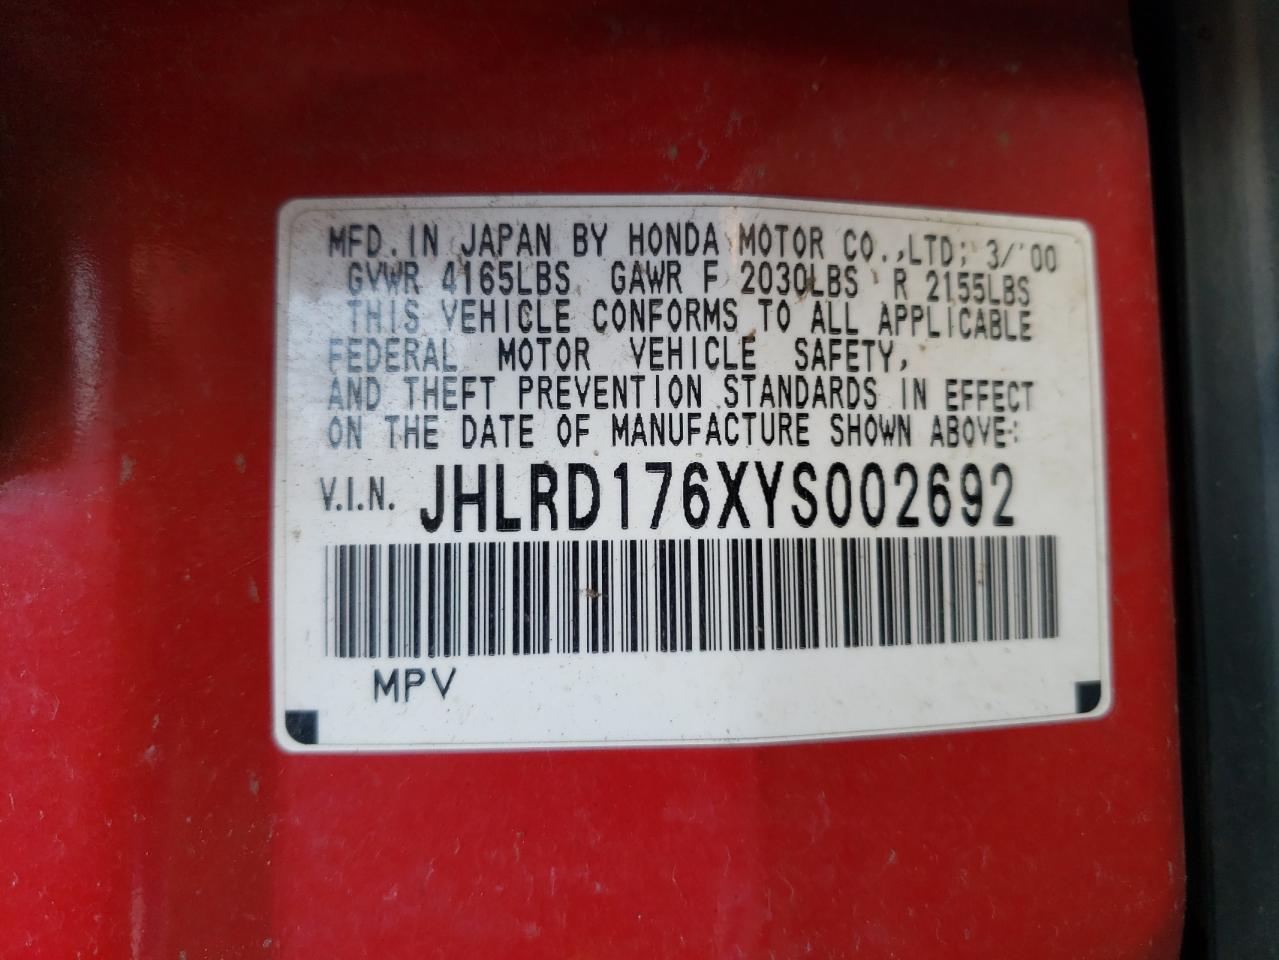 MFD. IN JAPAN BY HONDA MOTOR CO.,LTD; 3/'00
GVWR 4165LBS GAWR F 2030LBS R 2155LBS
THIS VEHICLE CONFORMS TO ALL APPLICABLE
FEDERAL MOTOR VEHICLE SAFETY,
AND THEFT PREVENTION STANDARDS IN EFFECT
ON THE DATE OF MANUFACTURE SHOWN ABOVE:
V.I.N. JHLRD176XYS002692
MPV